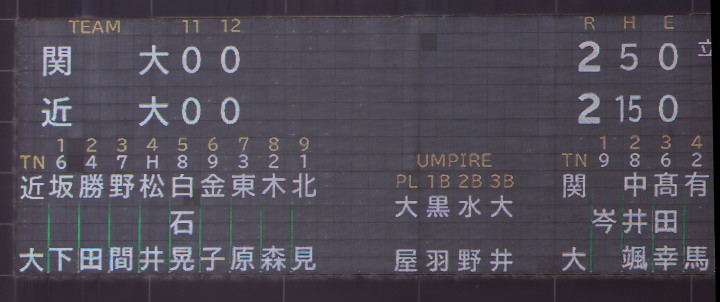 TEAM 11 12 R H E
関 大 0 0 2 5 0 立
近 大 0 0 2 15 0
1 2 3 4 5 6 7 8 9 1 2 3 4
TN 6 4 7 H 8 9 3 2 1 UMPIRE TN 9 8 6 2
PL 1B 2B 3B
近 坂 勝 野 松 白 金 東 木 北 大 黒 水 大 関 中 髙 有
石 岑 井 田
大 下 田 間 井 晃 子 原 森 見 屋 羽 野 井 大 颯 幸 馬